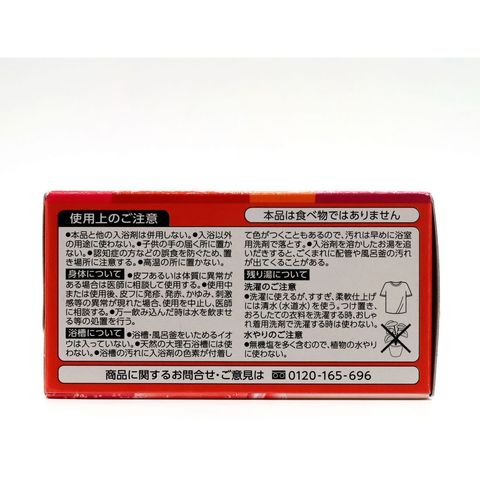 使用上のご注意
本品は食べ物ではありません
●本品と他の入浴剤は併用しない。●入浴以外
の用途に使わない。●子供の手の届く所に置か
ない。●認知症の方などの誤食を防ぐため、置
き場所に注意する。●高温の所に置かない。
身体について ●皮フあるいは体質に異常が
ある場合は医師に相談して使用する。●使用中
または使用後、皮フに発疹、発赤、かゆみ、刺激
感等の異常が現れた場合は、使用を中止し、医師
に相談する。●万一飲み込んだ時は水を飲ませ
る等の処置を行う。
浴槽について ●浴槽・風呂釜をいためるイオ
ウは入っていない。●天然の大理石浴槽には使
わない。●浴槽の汚れに入浴剤の色素が付着し
て色がつくこともあるので、汚れは早めに浴室
用洗剤で落とす。●入浴剤を溶かしたお湯を追
いだきすると、ごくまれに配管や風呂釜の汚れ
が出てくることがある。
残り湯について
洗濯のご注意
●洗濯に使えるが、すすぎ、柔軟仕上げ
には清水(水道水)を使う。つけ置き、
おろしたての衣料を洗濯する時、おしゃ
れ着用洗剤で洗濯する時は使わない。
水やりのご注意
●無機塩を多く含むので、植物の水やり
に使わない。
商品に関するお問合せ・ご意見は 0120-165-696